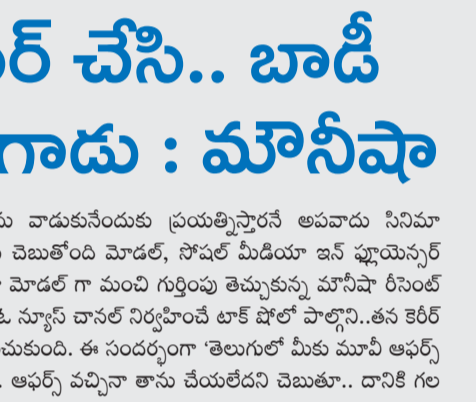 చేసి.. బాడీ
గాడు : మౌనీషా
వాడుకునేందుకు ప్రయత్నిస్తారనే అపవాదు సినిమా
చెబుతోంది మోడల్, సోషల్ మీడియా ఇన్ ఫ్లూయెన్సర్
మోడల్ గా మంచి గుర్తింపు తెచ్చుకున్న మౌనీషా రీసెంట్
ఓ న్యూస్ చానల్ నిర్వహించే టాక్ షోలో పాల్గొని..తన కెరీర్
చుకుంది. ఈ సందర్భంగా ‘తెలుగులో మీకు మూవీ ఆఫర్స్
. ఆఫర్స్ వచ్చినా తాను చేయలేదని చెబుతూ.. దానికి గల